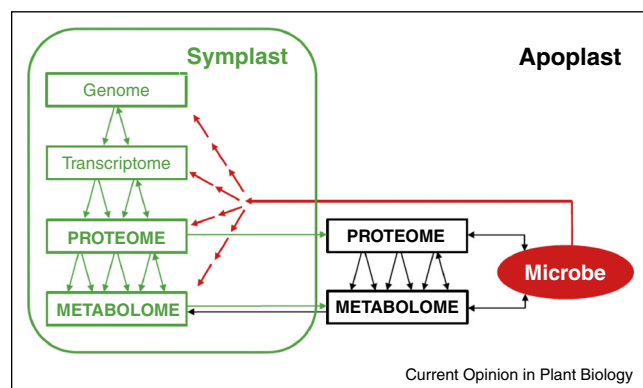 Symplast
Apoplast
Genome
Transcriptome
PROTEOME
PROTEOME
Microbe
METABOLOME
METABOLOME
Current Opinion in Plant Biology